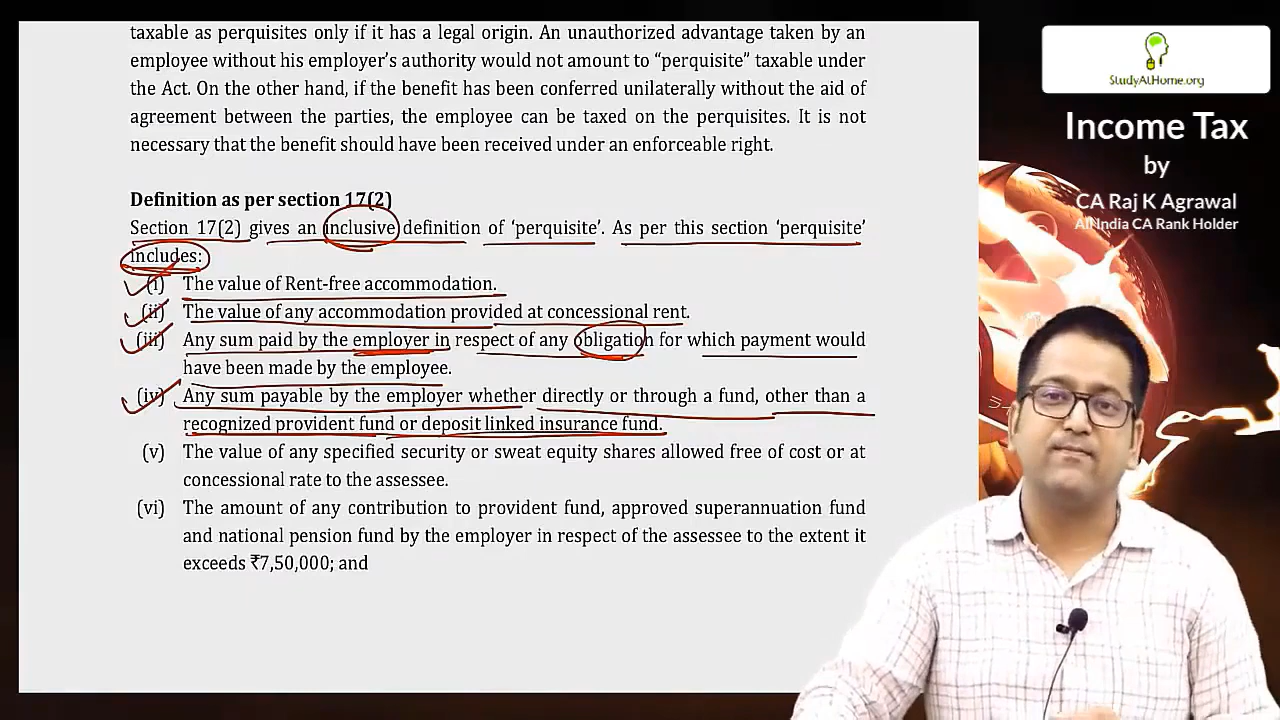 taxable as perquisites only if it has a legal origin. An unauthorized advantage taken by an
employee without his employer’s authority would not amount to “perquisite” taxable under
the Act. On the other hand, if the benefit has been conferred unilaterally without the aid of
agreement between the parties, the employee can be taxed on the perquisites. It is not
necessary that the benefit should have been received under an enforceable right.
Definition as per section 17(2)
Section 17(2) gives an inclusive definition of ‘perquisite’. As per this section ‘perquisite’
includes:
(i) The value of Rent-free accommodation.
(ii) The value of any accommodation provided at concessional rent.
(iii) Any sum paid by the employer in respect of any obligation for which payment would
have been made by the employee.
(iv) Any sum payable by the employer whether directly or through a fund, other than a
recognized provident fund or deposit linked insurance fund.
(v) The value of any specified security or sweat equity shares allowed free of cost or at
concessional rate to the assessee.
(vi) The amount of any contribution to provident fund, approved superannuation fund
and national pension fund by the employer in respect of the assessee to the extent it
exceeds ₹7,50,000; and
StudyAtHome.org
Income Tax
by
CA Raj K Agrawal
All India CA Rank Holder